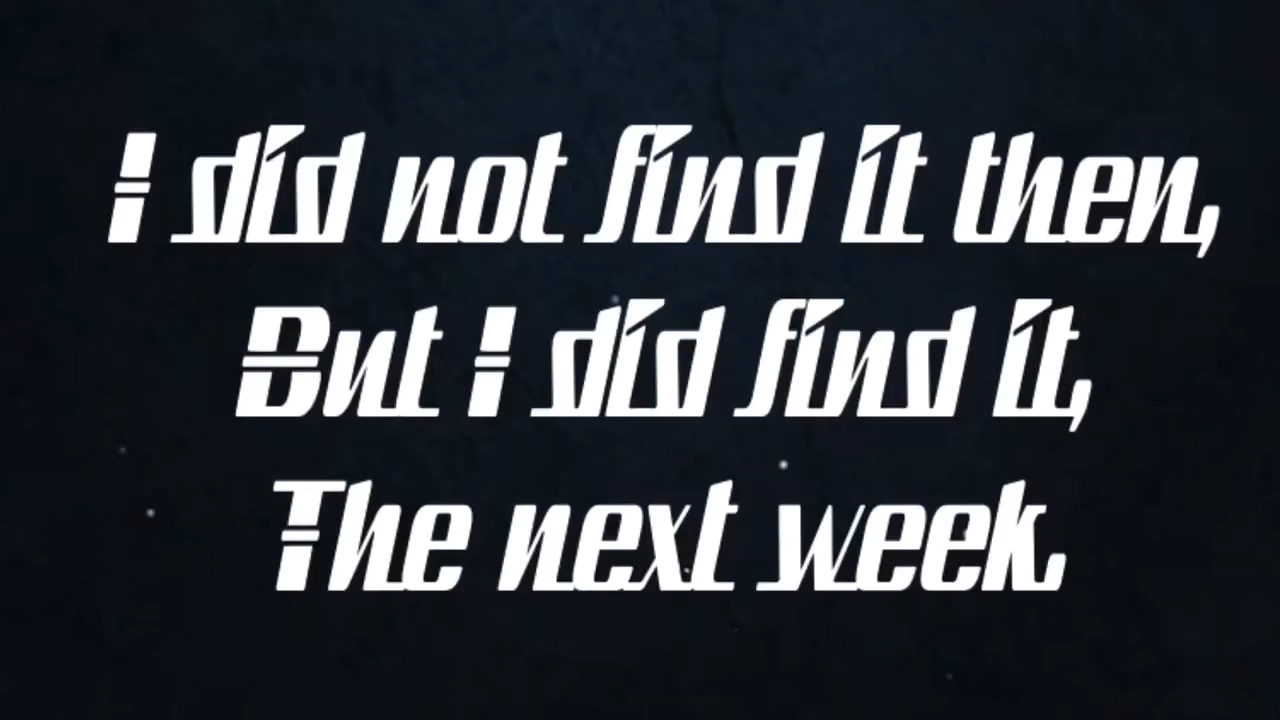 I did not find it then,
But I did find it,
The next week.